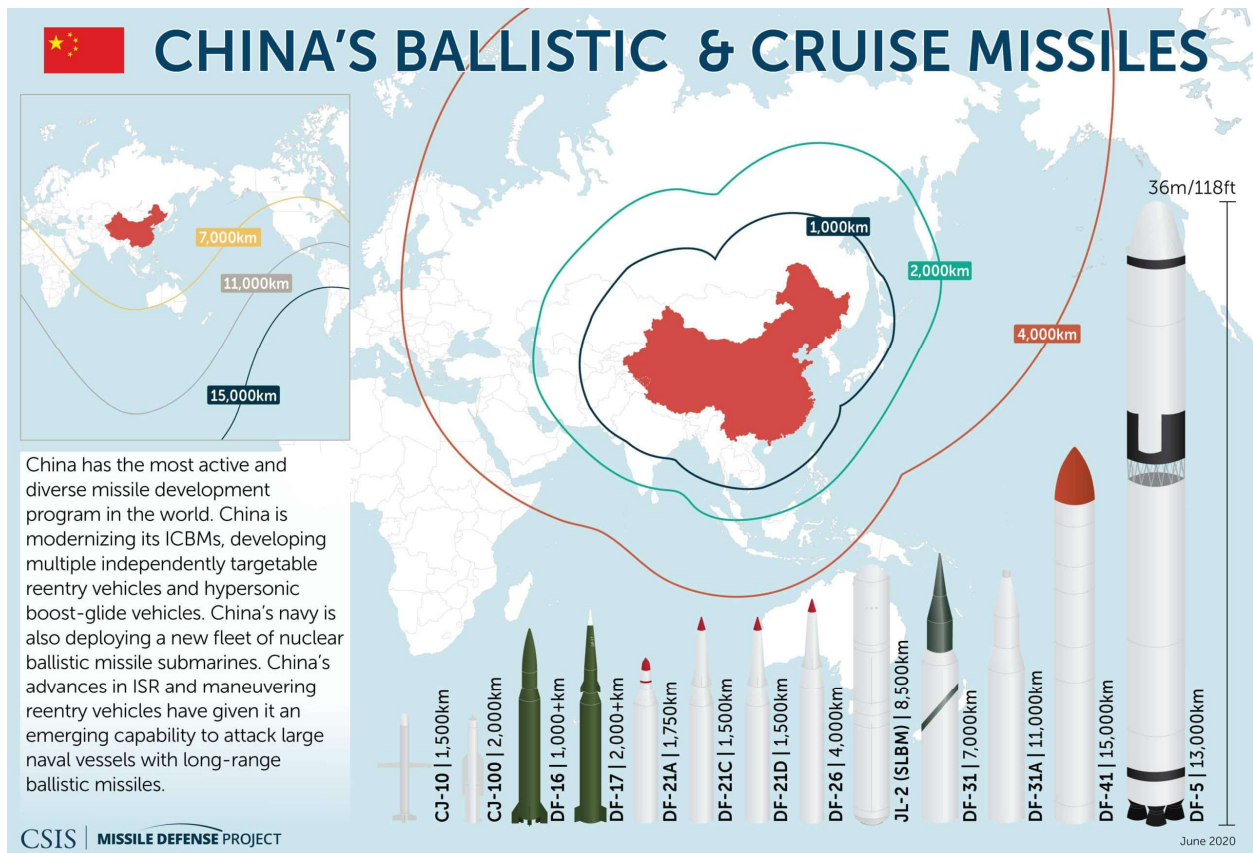 CHINA'S BALLISTIC & CRUISE MISSILES
7,000km
11,000km
15,000km
1,000km
2,000km
4,000km
36m/118ft
China has the most active and
diverse missile development
program in the world. China is
modernizing its ICBMs, developing
multiple independently targetable
reentry vehicles and hypersonic
boost-glide vehicles. China's navy is
also deploying a new fleet of nuclear
ballistic missile submarines. China's
advances in ISR and maneuvering
reentry vehicles have given it an
emerging capability to attack large
naval vessels with long-range
ballistic missiles.
CJ-10 | 1,500km
CJ-100 | 2,000km
DF-16 | 1,000+km
DF-17 | 2,000+km
DF-21A | 1,750km
DF-21C | 1,500km
DF-21D | 1,500km
DF-26 | 4,000km
JL-2 (SLBM) | 8,500km
DF-31 | 7,000km
DF-31A | 11,000km
DF-41 | 15,000km
DF-5 | 13,000km
CSIS | MISSILE DEFENSE PROJECT
June 2020